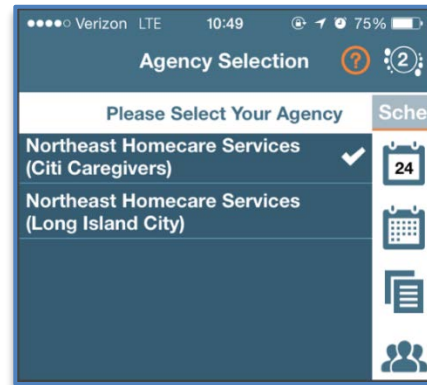 Verizon LTE 10:49 75%
Agency Selection ? 2
Please Select Your Agency Sche
Northeast Homecare Services
(Citi Caregivers)
24
Northeast Homecare Services
(Long Island City)